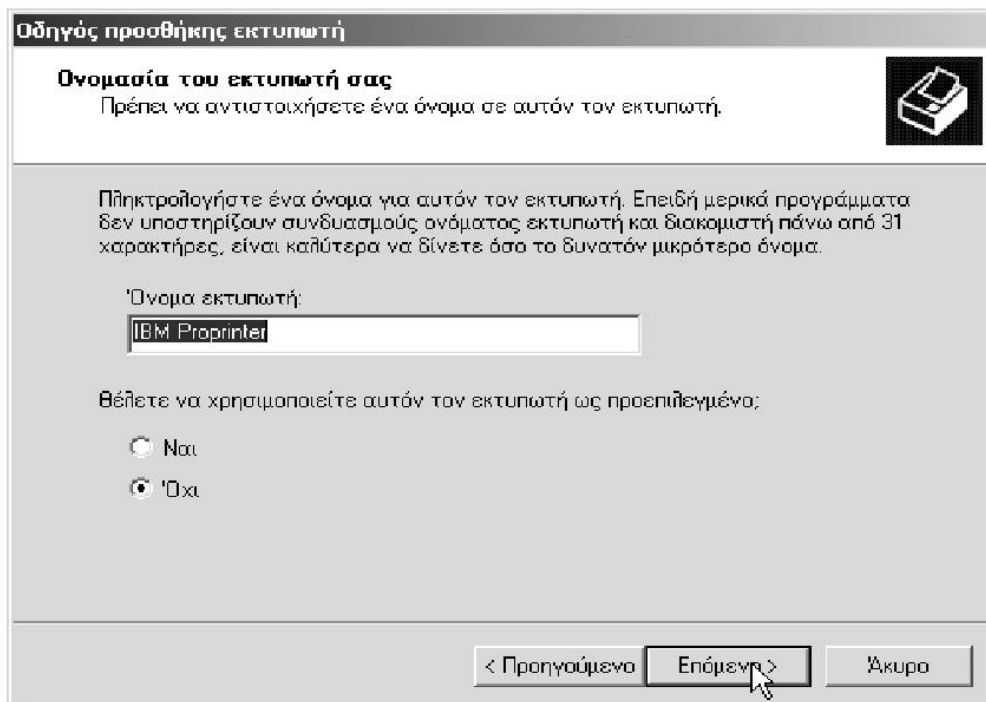 Οδηγός προσθήκης εκτυπωτή
Ονομασία του εκτυπωτή σας
Πρέπει να αντιστοιχήσετε ένα όνομα σε αυτόν τον εκτυπωτή.
Πληκτρολογήστε ένα όνομα για αυτόν τον εκτυπωτή. Επειδή μερικά προγράμματα
δεν υποστηρίζουν συνδυασμούς ονόματος εκτυπωτή και διακομιστή πάνω από 31
χαρακτήρες, είναι καλύτερα να δίνετε όσο το δυνατόν μικρότερο όνομα.
Όνομα εκτυπωτή:
IBM Proprinter
Θέλετε να χρησιμοποιείτε αυτόν τον εκτυπωτή ως προεπιλεγμένο;
Ναι
Όχι
< Προηγούμενο Επόμενο > Άκυρο